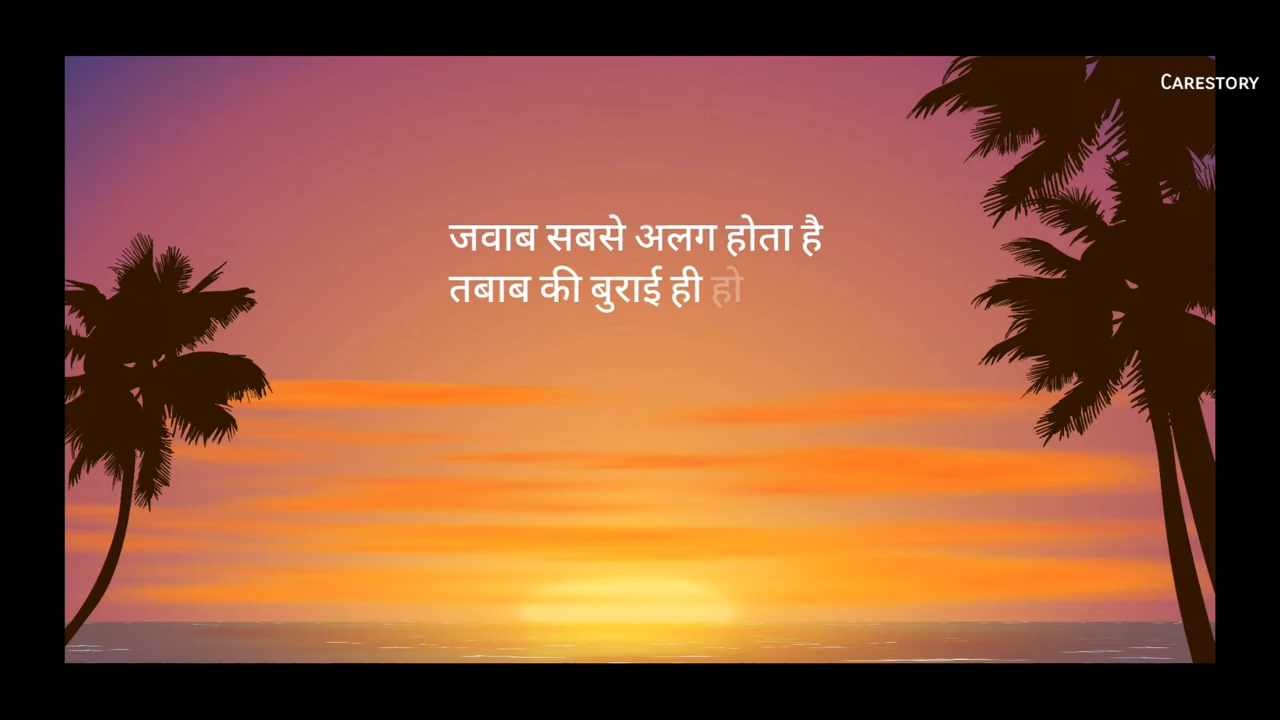 CARESTORY
जवाब सबसे अलग होता है
तबाब की बुराई ही हो